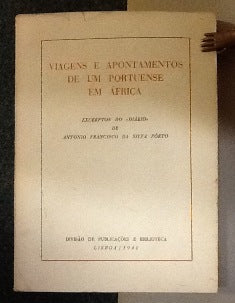 VIAGENS E APONTAMENTOS
DE UM PORTUENSE
EM ÁFRICA
EXCERPTOS DO «DIÁRIO»
DE
ANTÓNIO FRANCISCO DA SILVA PÔRTO
DIVISÃO DE PUBLICAÇÕES E BIBLIOTECA
LISBOA